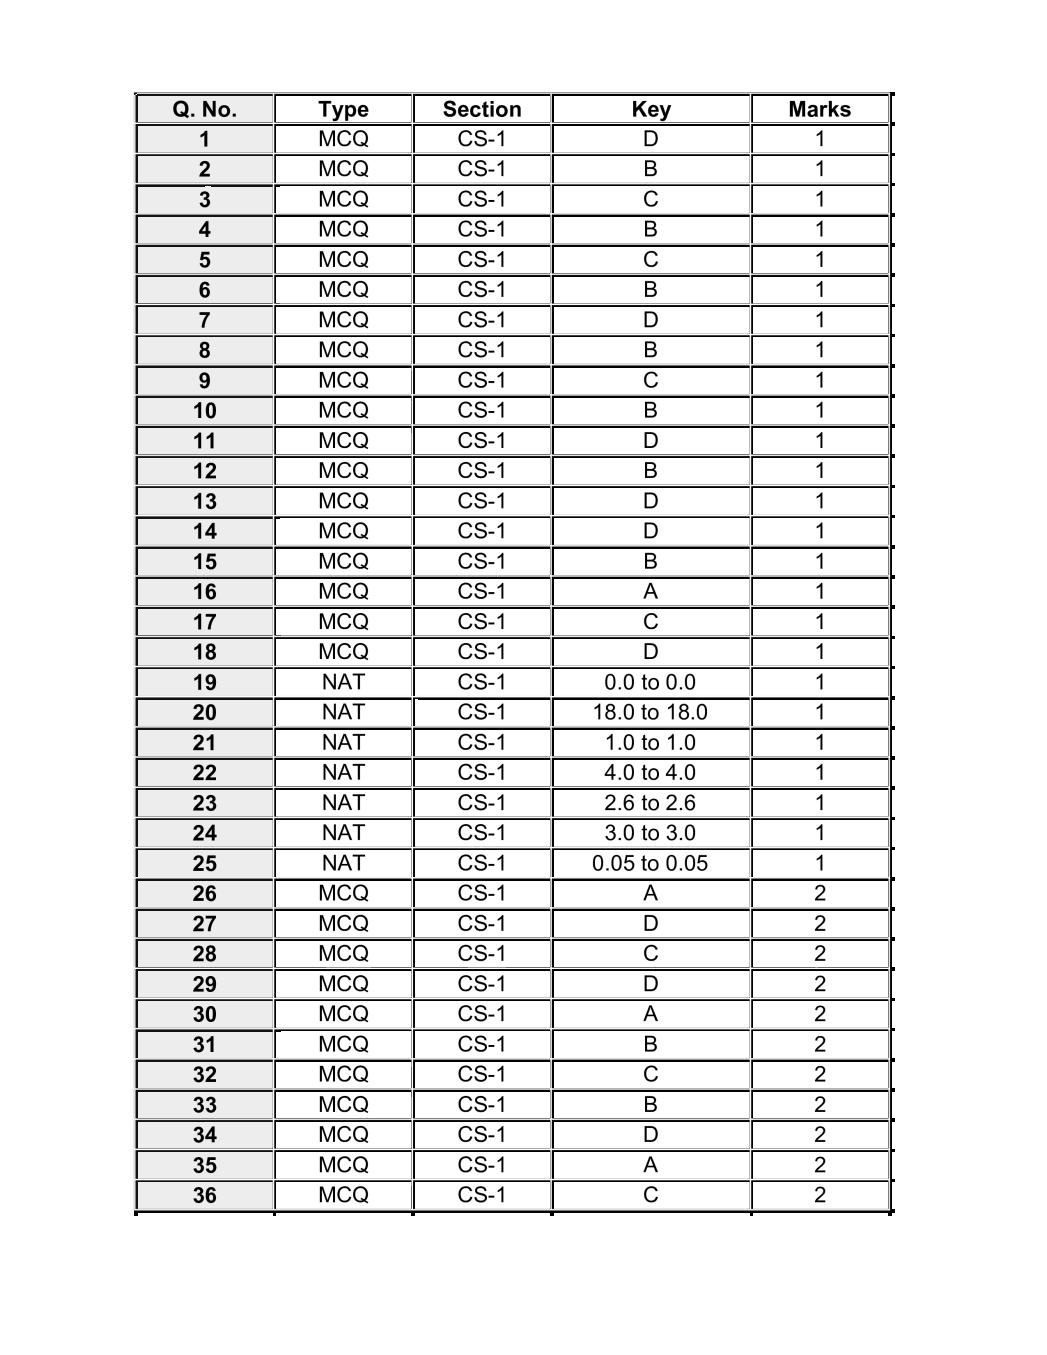 Q. No. Type Section Key Marks
1 MCQ CS-1 D 1
2 MCQ CS-1 B 1
3 MCQ CS-1 C 1
4 MCQ CS-1 B 1
5 MCQ CS-1 C 1
6 MCQ CS-1 B 1
7 MCQ CS-1 D 1
8 MCQ CS-1 B 1
9 MCQ CS-1 C 1
10 MCQ CS-1 B 1
11 MCQ CS-1 D 1
12 MCQ CS-1 B 1
13 MCQ CS-1 D 1
14 MCQ CS-1 D 1
15 MCQ CS-1 B 1
16 MCQ CS-1 A 1
17 MCQ CS-1 C 1
18 MCQ CS-1 D 1
19 NAT CS-1 0.0 to 0.0 1
20 NAT CS-1 18.0 to 18.0 1
21 NAT CS-1 1.0 to 1.0 1
22 NAT CS-1 4.0 to 4.0 1
23 NAT CS-1 2.6 to 2.6 1
24 NAT CS-1 3.0 to 3.0 1
25 NAT CS-1 0.05 to 0.05 1
26 MCQ CS-1 A 2
27 MCQ CS-1 D 2
28 MCQ CS-1 C 2
29 MCQ CS-1 D 2
30 MCQ CS-1 A 2
31 MCQ CS-1 B 2
32 MCQ CS-1 C 2
33 MCQ CS-1 B 2
34 MCQ CS-1 D 2
35 MCQ CS-1 A 2
36 MCQ CS-1 C 2